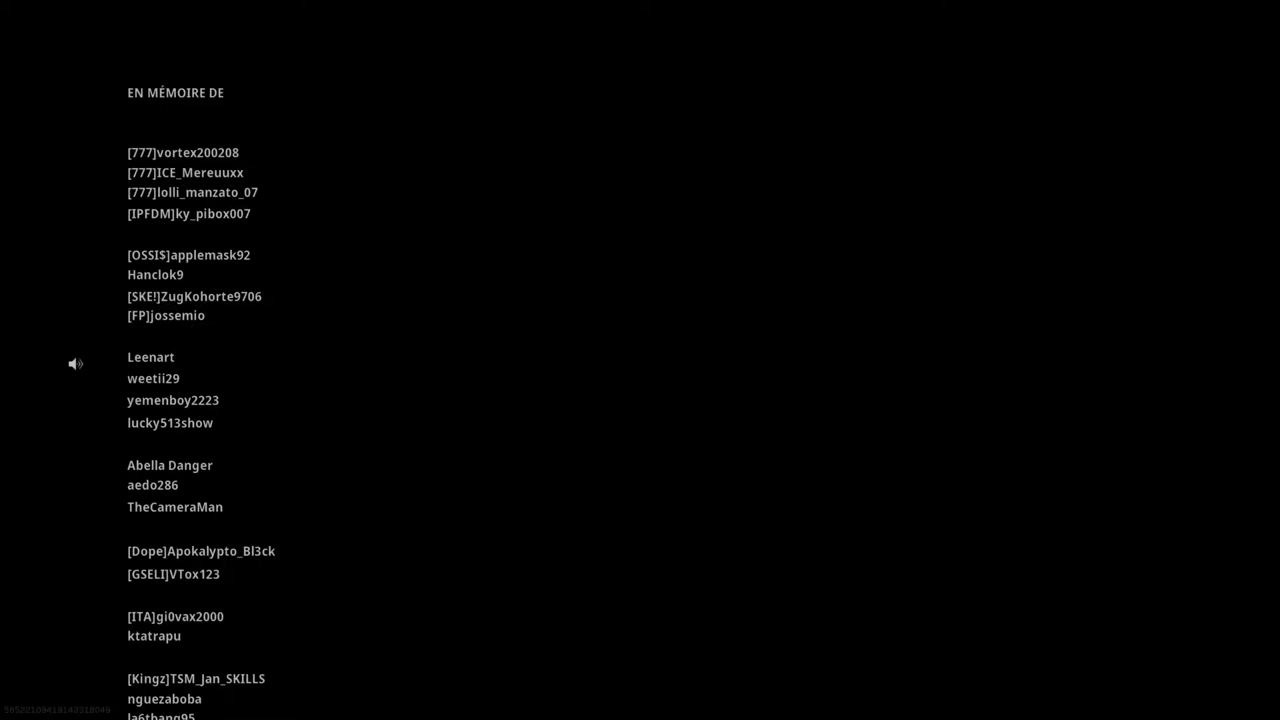 EN MÉMOIRE DE
[777]vortex200208
[777]ICE_Mereuuxx
[777]lolli_manzato_07
[IPFDM]ky_pibox007
[OSSI$]applemask92
Hanclok9
[SKE!]ZugKohorte9706
[FP]jossemio
Leenart
weetii29
yemenboy2223
lucky513show
Abella Danger
aedo286
TheCameraMan
[Dope]Apokalypto_Bl3ck
[GSELI]VTox123
[ITA]gi0vax2000
ktatrapu
[Kingz]TSM_Jan_SKILLS
nguezaboba